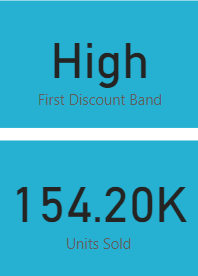 High
First Discount Band
154.20K
Units Sold